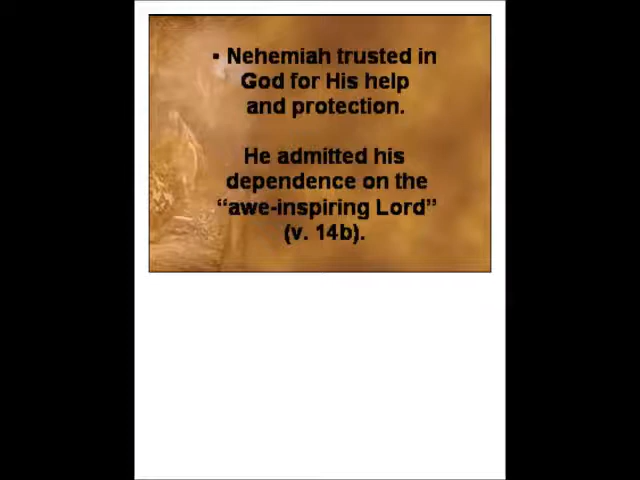 ▪ Nehemiah trusted in
God for His help
and protection.
He admitted his
dependence on the
“awe-inspiring Lord”
(v. 14b).